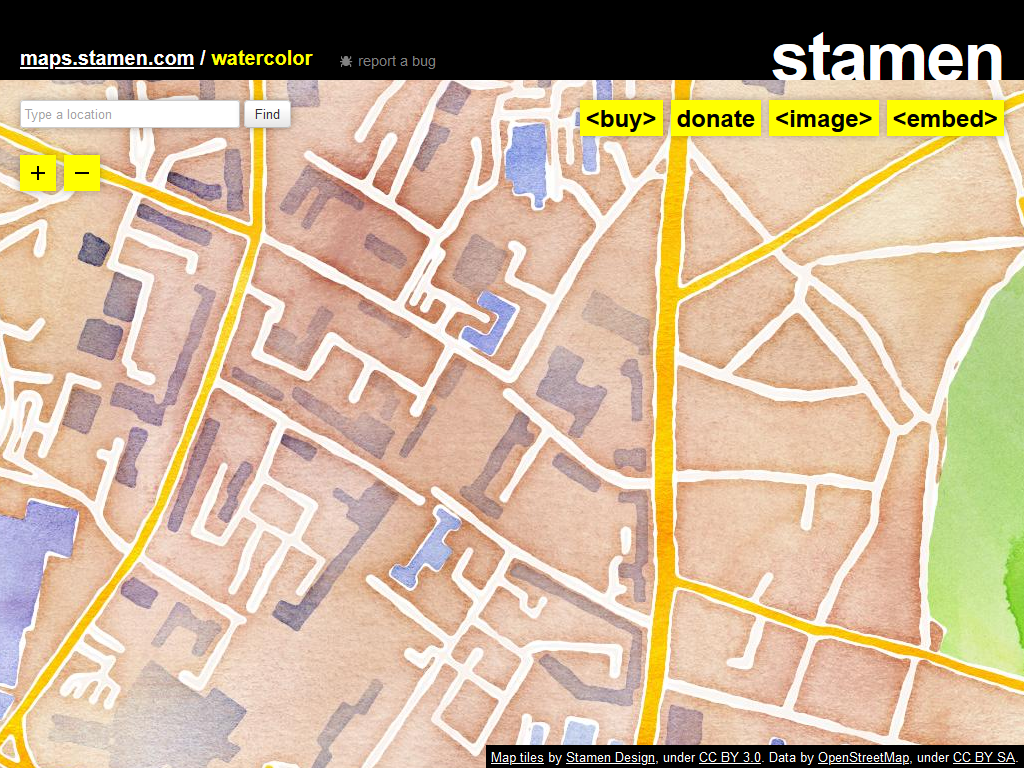 maps.stamen.com / watercolor
report a bug
stamen
Type a location
Find
<buy>
donate
<image>
<embed>
+
−
Map tiles by Stamen Design, under CC BY 3.0. Data by OpenStreetMap, under CC BY SA.